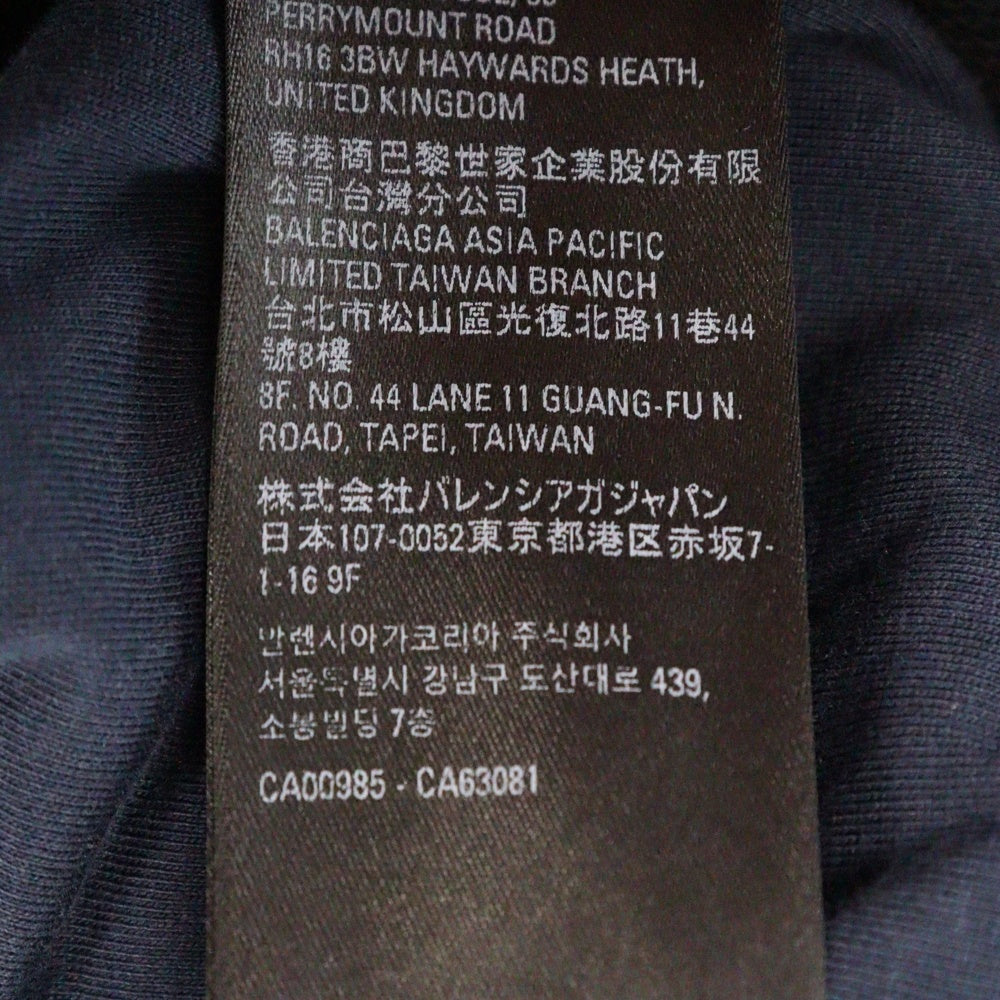 PERRYMOUNT ROAD
RH16 3BW HAYWARDS HEATH,
UNITED KINGDOM
香港商巴黎世家企業股份有限
公司台灣分公司
BALENCIAGA ASIA PACIFIC
LIMITED TAIWAN BRANCH
台北市松山區光復北路11巷44
號8樓
8F. NO. 44 LANE 11 GUANG-FU N.
ROAD, TAPEI, TAIWAN
株式会社バレンシアガジャパン
日本107-0052東京都港区赤坂7-
1-16 9F
발렌시아가코리아 주식회사
서울특별시 강남구 도산대로 439,
소봉빌딩 7층
CA00985 - CA63081